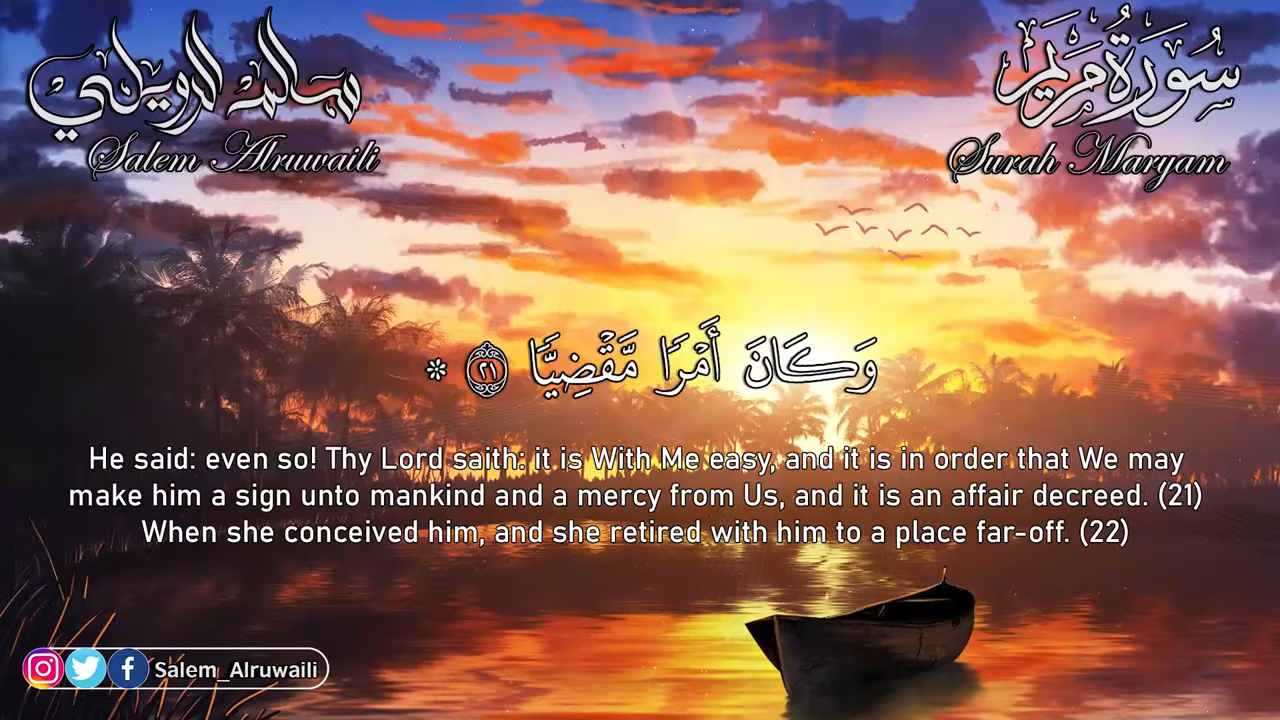 سالم الرويلي
Salem Alruwaili
سُورَةُ مَرْيَم
Surah Maryam
وَكَانَ أَمْرًا مَّقْضِيًّا ۝٢١ *
He said: even so! Thy Lord saith: it is With Me easy, and it is in order that We may
make him a sign unto mankind and a mercy from Us, and it is an affair decreed. (21)
When she conceived him, and she retired with him to a place far-off. (22)
Salem_Alruwaili